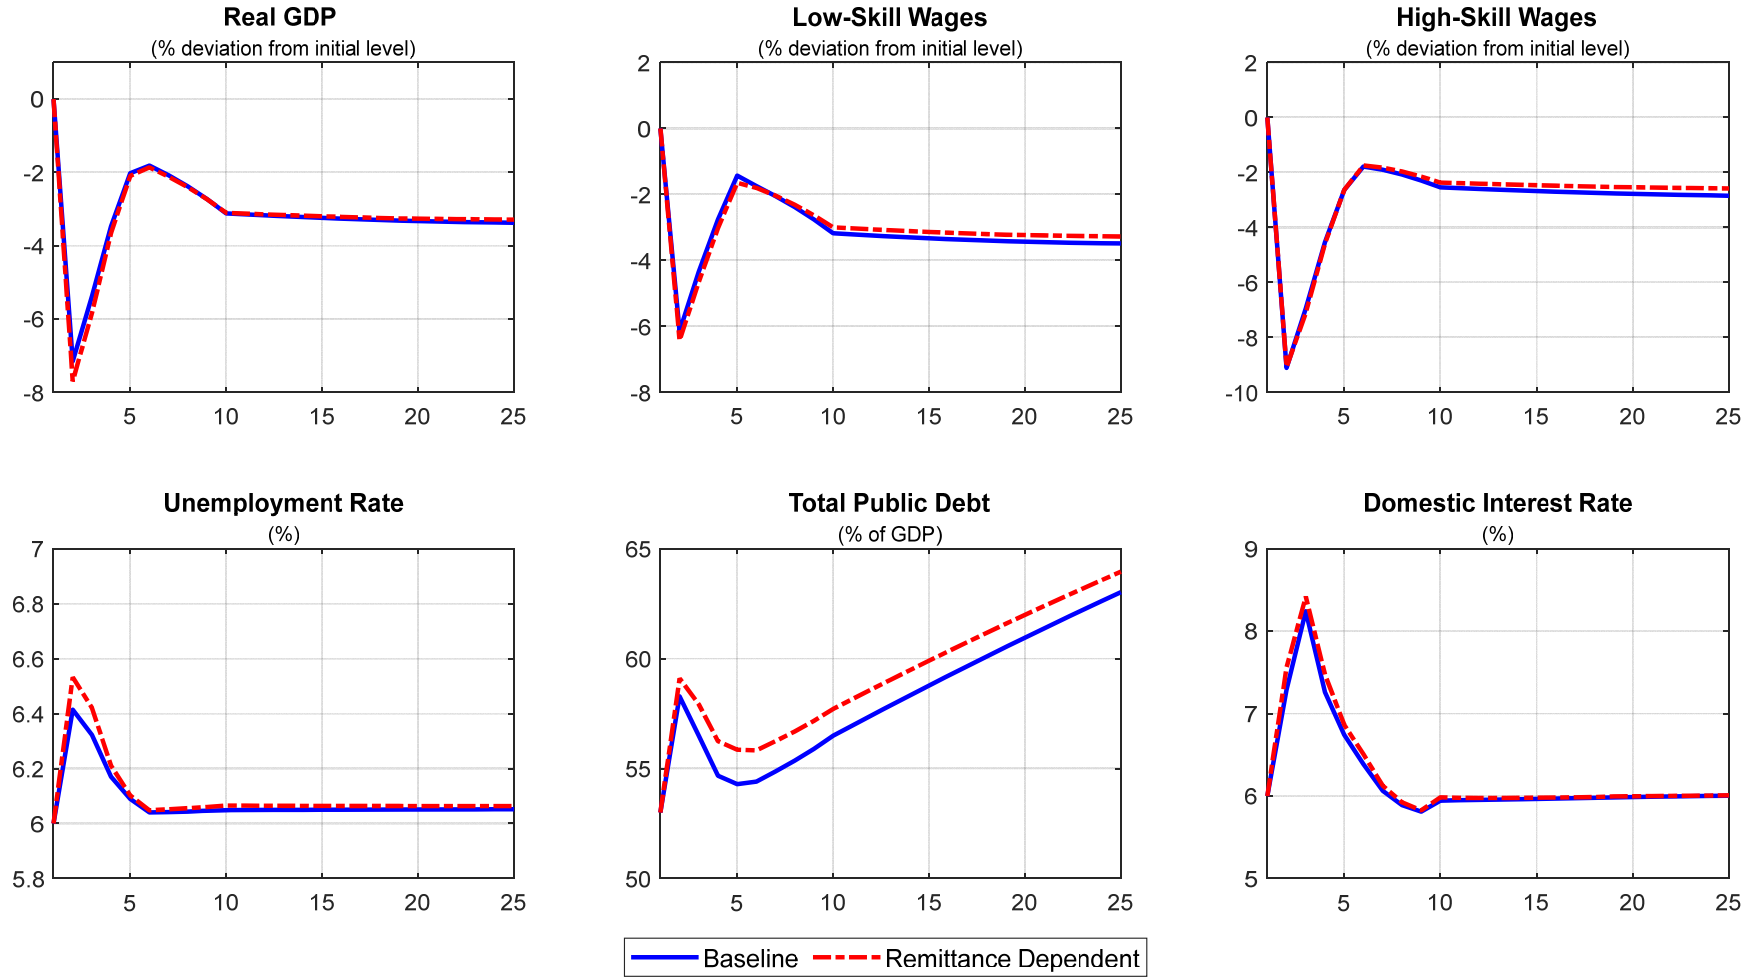 Real GDP
(% deviation from initial level)
0
-2
-4
-6
-8
5 10 15 20 25
Low-Skill Wages
(% deviation from initial level)
2
0
-2
-4
-6
-8
5 10 15 20 25
High-Skill Wages
(% deviation from initial level)
2
0
-2
-4
-6
-8
-10
5 10 15 20 25
Unemployment Rate
(%)
7
6.8
6.6
6.4
6.2
6
5.8
5 10 15 20 25
Total Public Debt
(% of GDP)
65
60
55
50
5 10 15 20 25
Domestic Interest Rate
(%)
9
8
7
6
5
5 10 15 20 25
Baseline Remittance Dependent